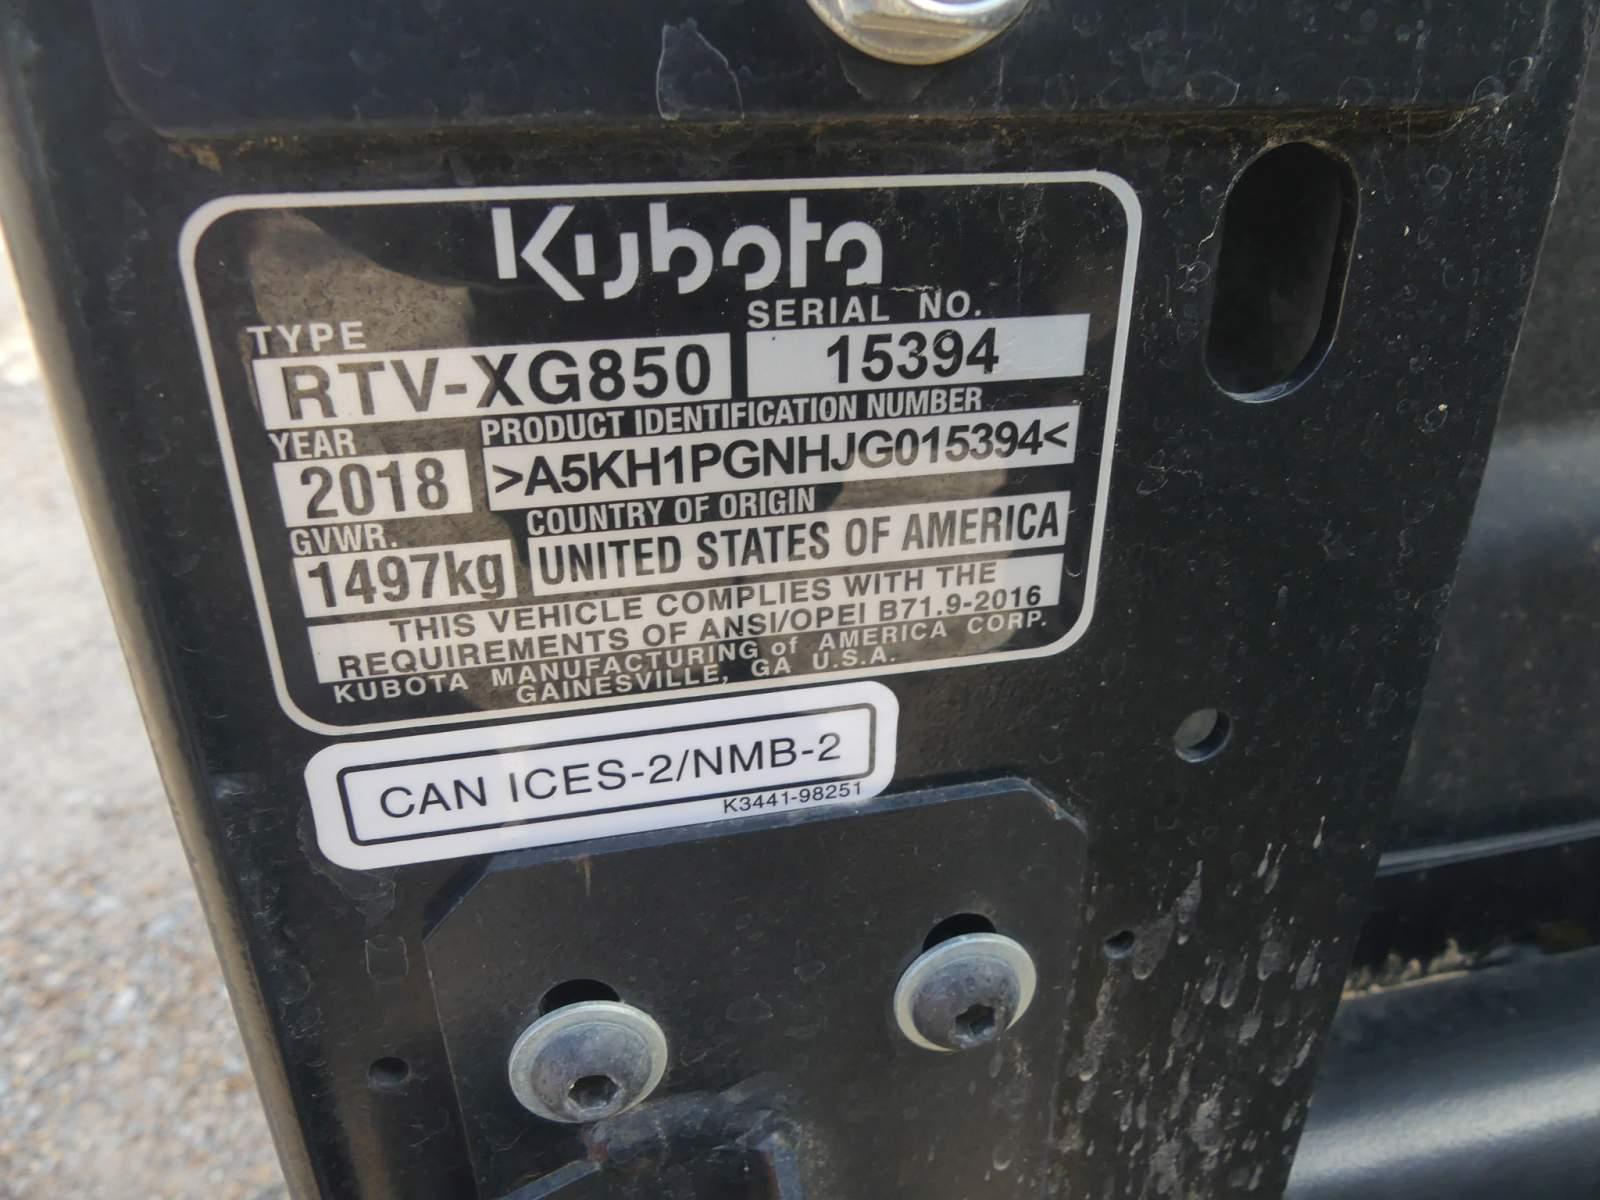 Kubota
TYPE
SERIAL NO.
RTV-XG850
15394
YEAR
PRODUCT IDENTIFICATION NUMBER
2018
>A5KH1PGNHJG015394<
GVWR.
COUNTRY OF ORIGIN
1497kg
UNITED STATES OF AMERICA
THIS VEHICLE COMPLIES WITH THE
REQUIREMENTS OF ANSI/OPEI B71.9-2016
KUBOTA MANUFACTURING of AMERICA CORP.
GAINESVILLE, GA U.S.A.
CAN ICES-2/NMB-2
K3441-98251